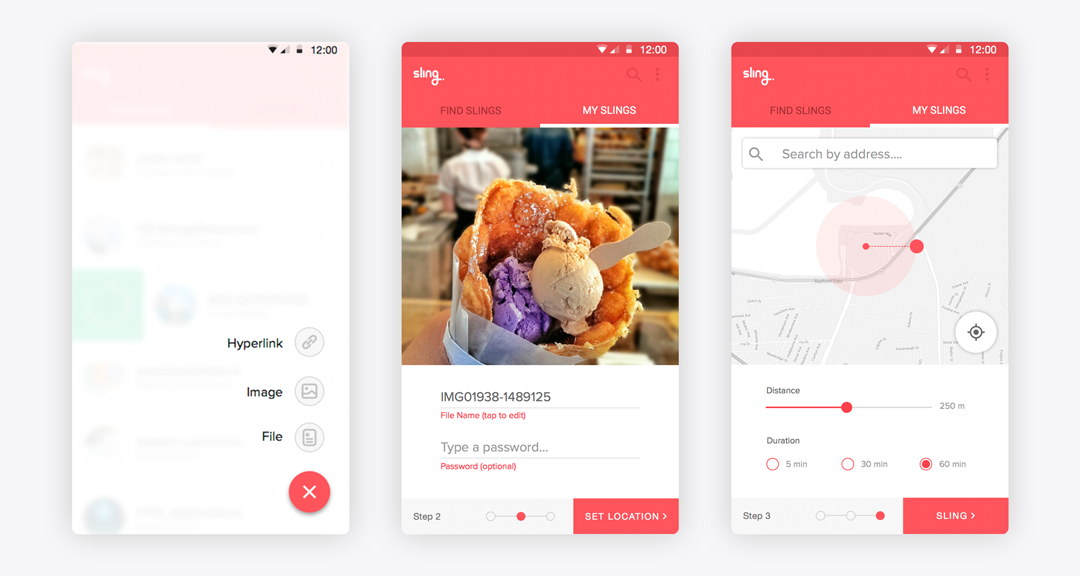 12:00
Hyperlink
Image
File
12:00
sling
FIND SLINGS
MY SLINGS
IMG01938-1489125
File Name (tap to edit)
Type a password...
Password (optional)
Step 2
SET LOCATION >
12:00
sling
FIND SLINGS
MY SLINGS
Search by address....
Distance
250 m
Duration
5 min
30 min
60 min
Step 3
SLING >